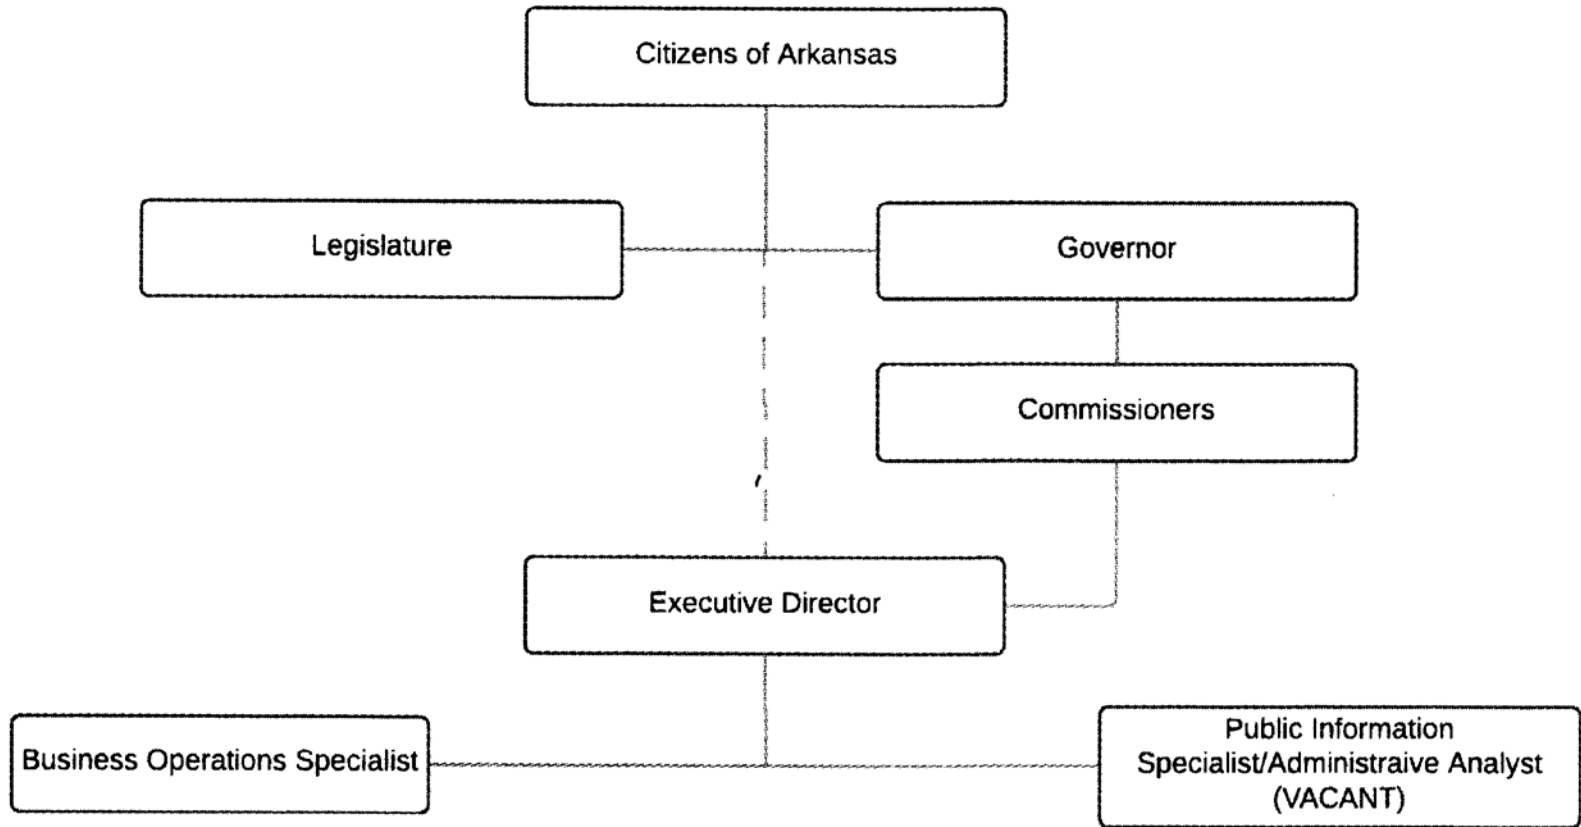 Citizens of Arkansas
Legislature
Governor
Commissioners
Executive Director
Business Operations Specialist
Public Information
Specialist/Administraive Analyst
(VACANT)